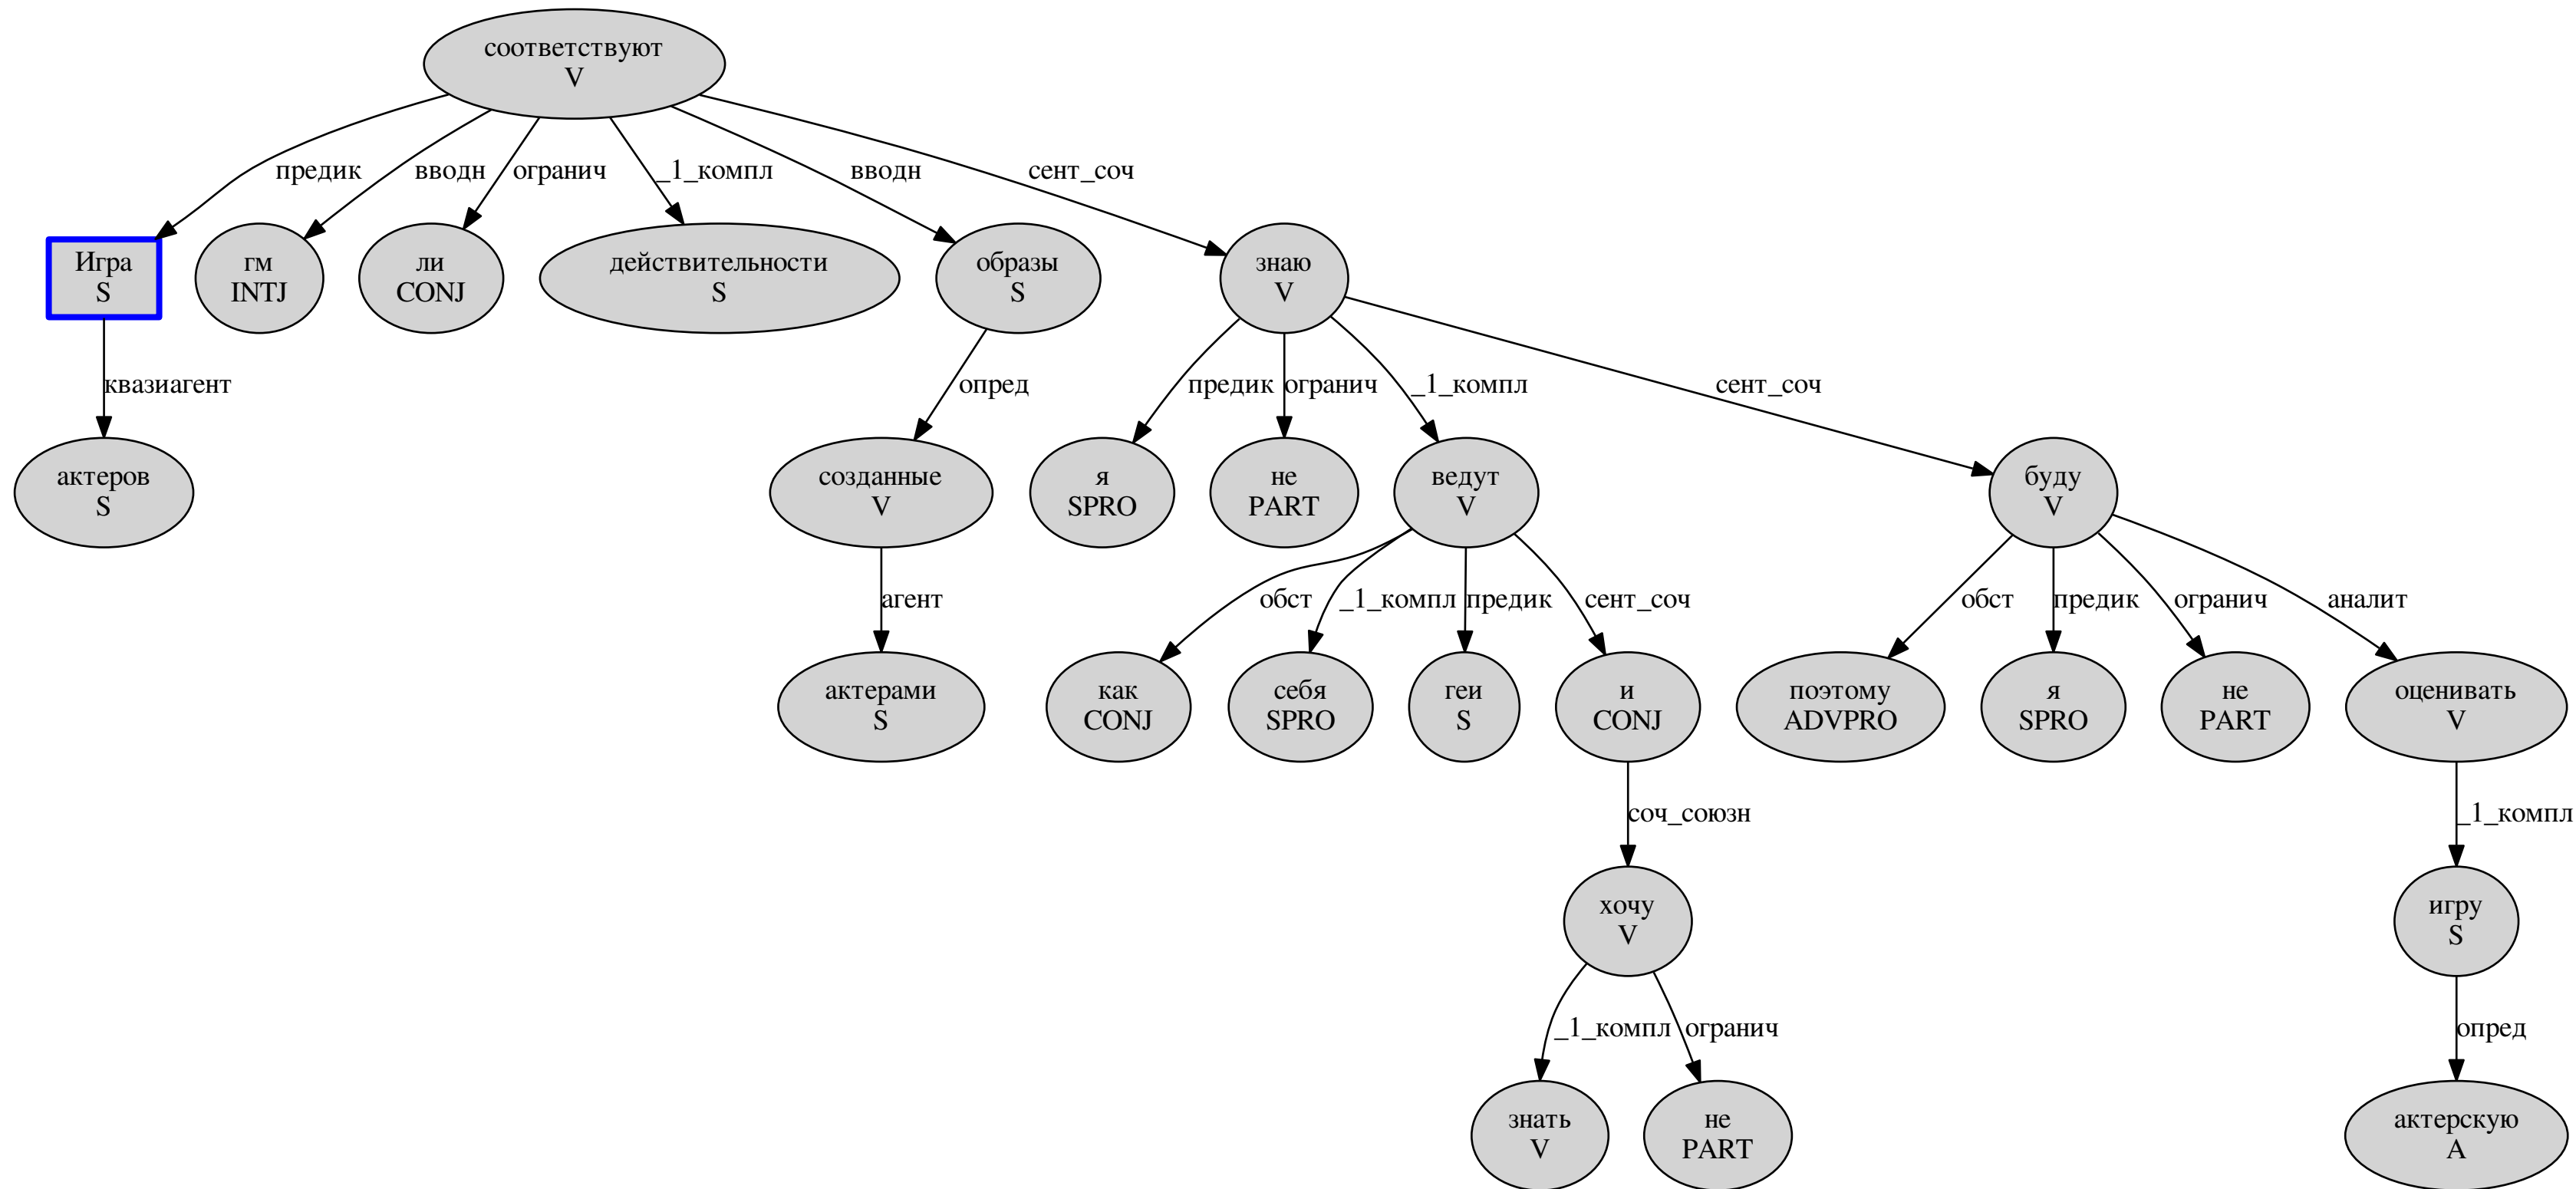 соответствуют
V
предик
вводн
огранич
_1_компл
вводн
сент_соч
Игра
S
гм
INTJ
ли
CONJ
действительности
S
образы
S
знаю
V
квазиагент
опред
предик
огранич
_1_компл
сент_соч
актеров
S
созданные
V
я
SPRO
не
PART
ведут
V
буду
V
агент
обст
_1_компл
предик
сент_соч
обст
предик
огранич
аналит
актерами
S
как
CONJ
себя
SPRO
геи
S
и
CONJ
поэтому
ADVPRO
я
SPRO
не
PART
оценивать
V
соч_союзн
_1_компл
хочу
V
игру
S
_1_компл
огранич
опред
знать
V
не
PART
актерскую
A